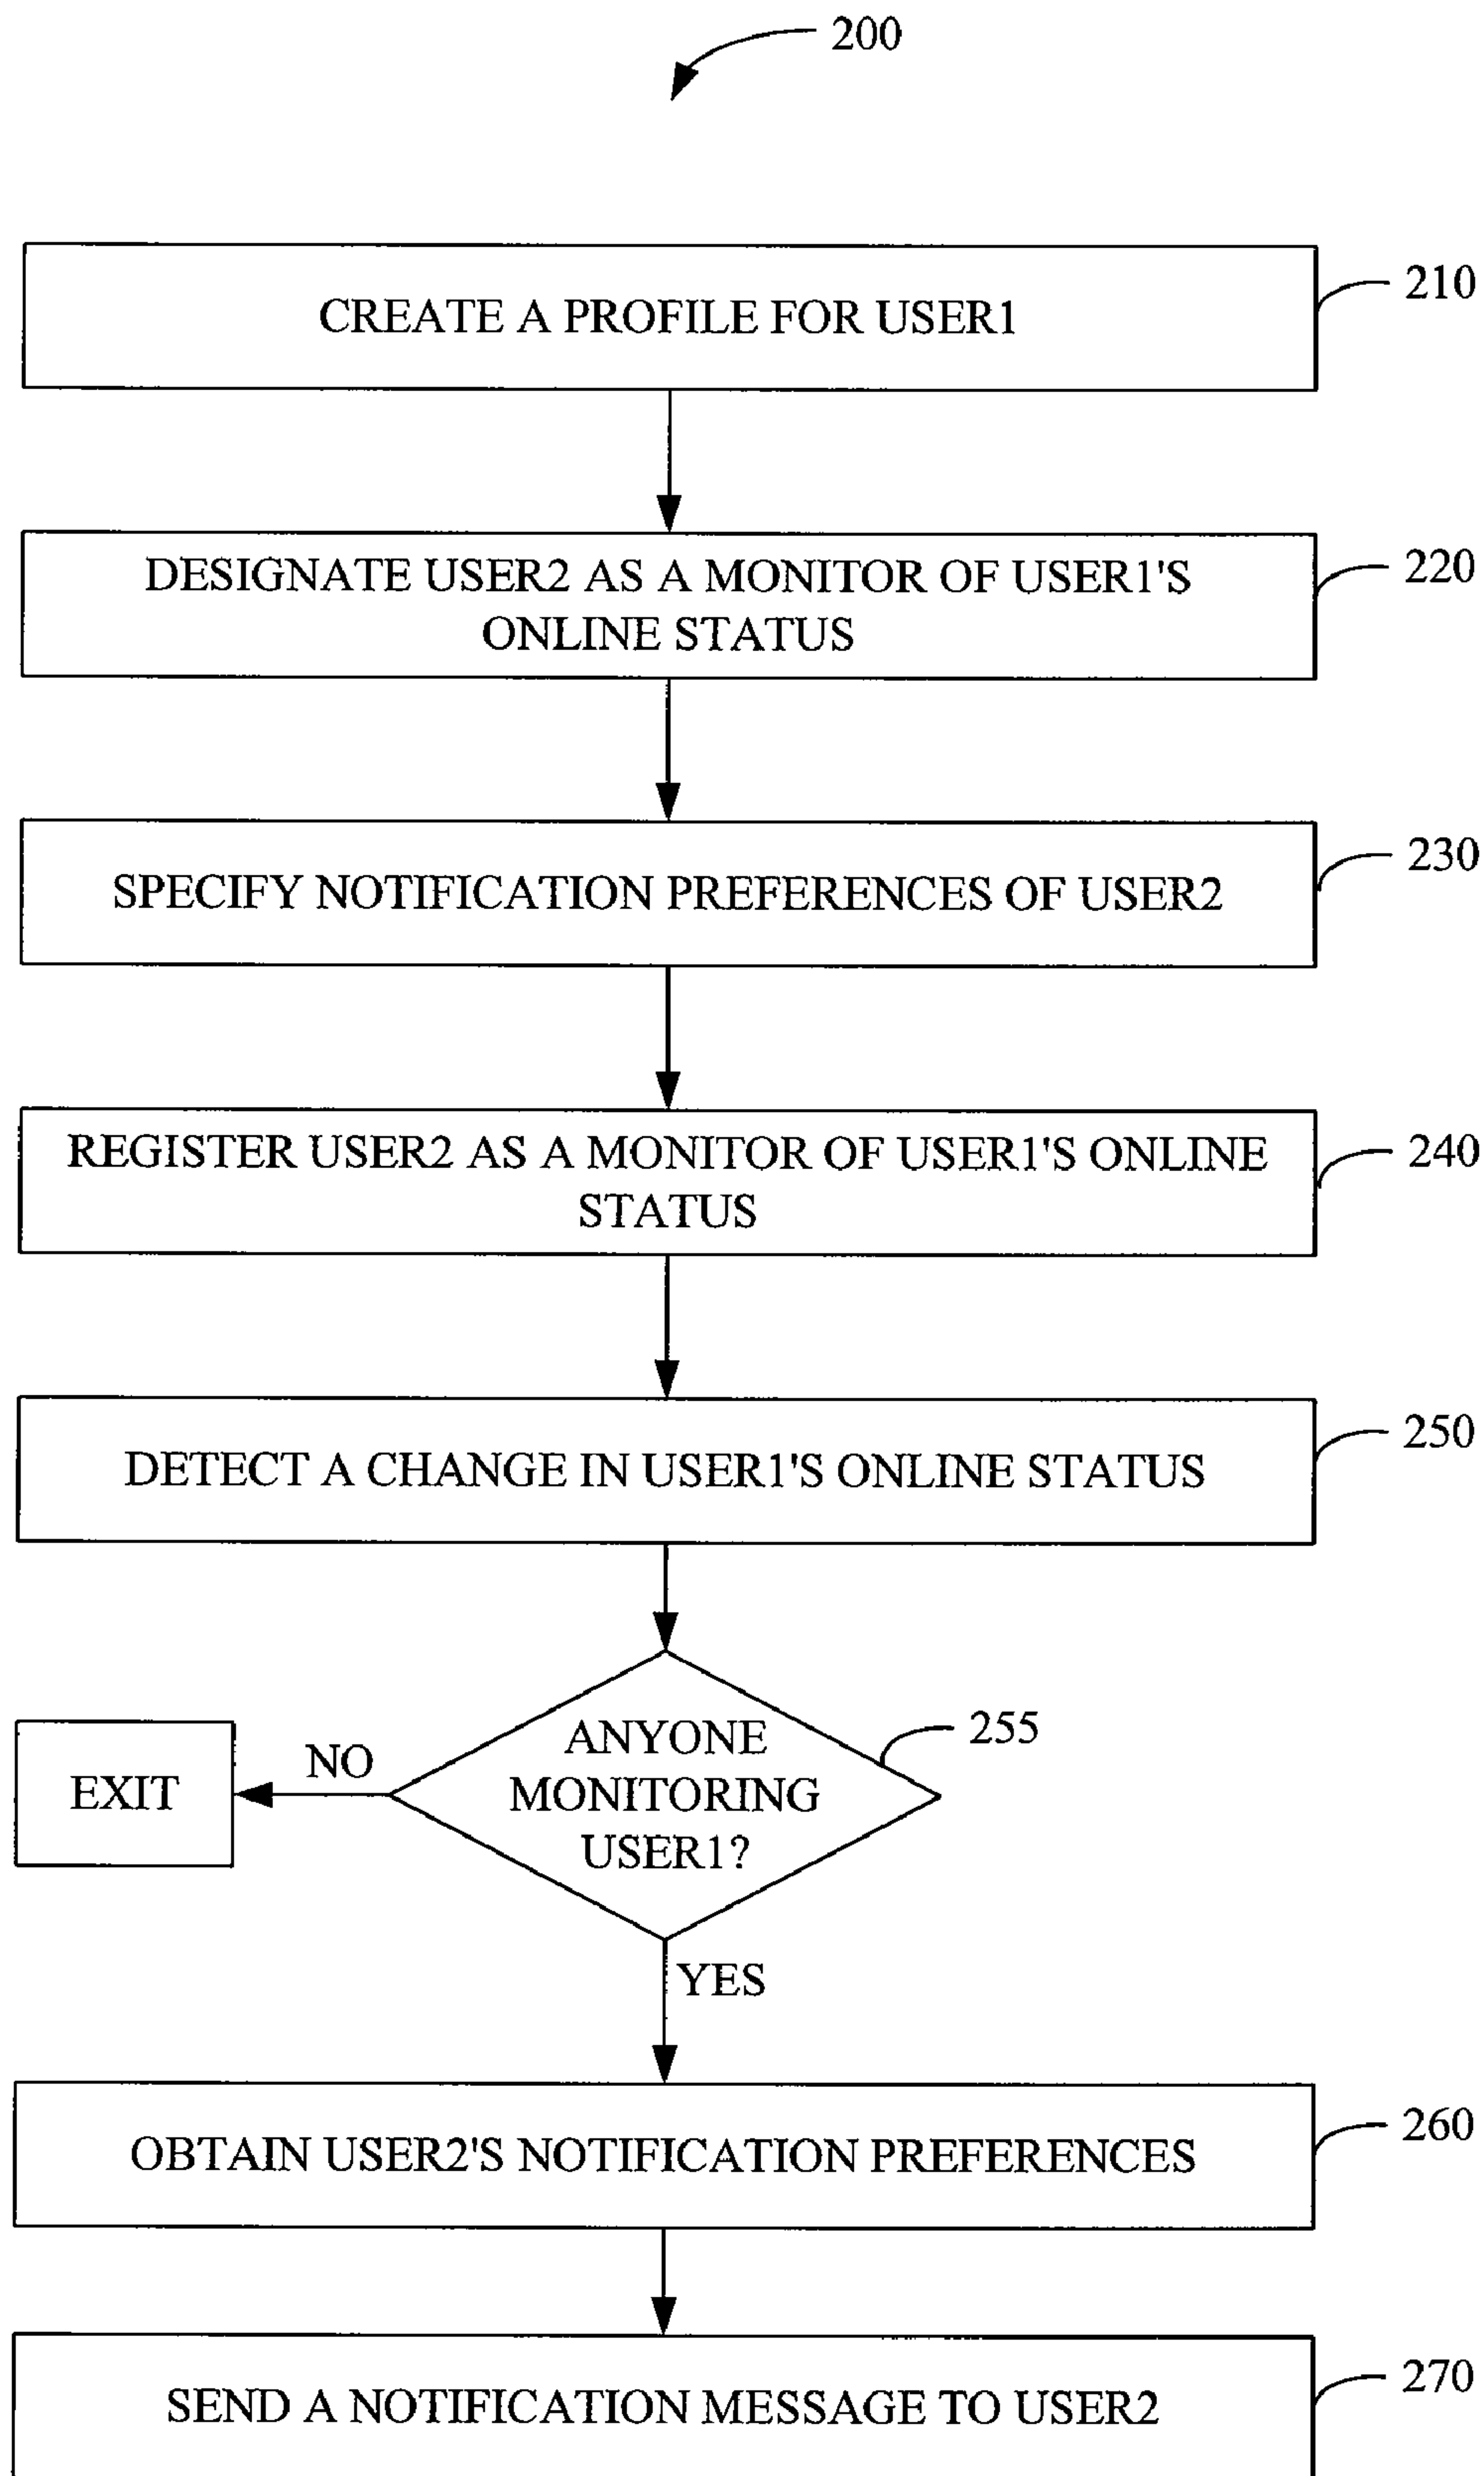 200
CREATE A PROFILE FOR USER1
210
DESIGNATE USER2 AS A MONITOR OF USER1'S
ONLINE STATUS
220
SPECIFY NOTIFICATION PREFERENCES OF USER2
230
REGISTER USER2 AS A MONITOR OF USER1'S ONLINE
STATUS
240
DETECT A CHANGE IN USER1'S ONLINE STATUS
250
ANYONE
MONITORING
USER1?
255
NO
EXIT
YES
OBTAIN USER2'S NOTIFICATION PREFERENCES
260
SEND A NOTIFICATION MESSAGE TO USER2
270